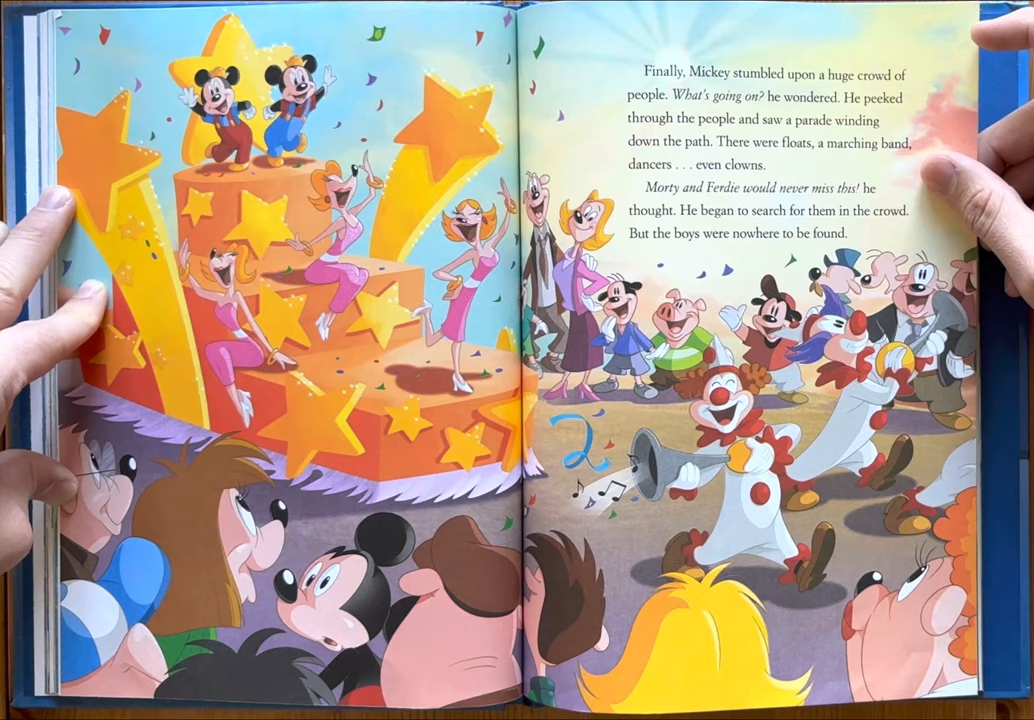 Finally, Mickey stumbled upon a huge crowd of
people. What's going on? he wondered. He peeked
through the people and saw a parade winding
down the path. There were floats, a marching band,
dancers . . . even clowns.
Morty and Ferdie would never miss this! he
thought. He began to search for them in the crowd.
But the boys were nowhere to be found.